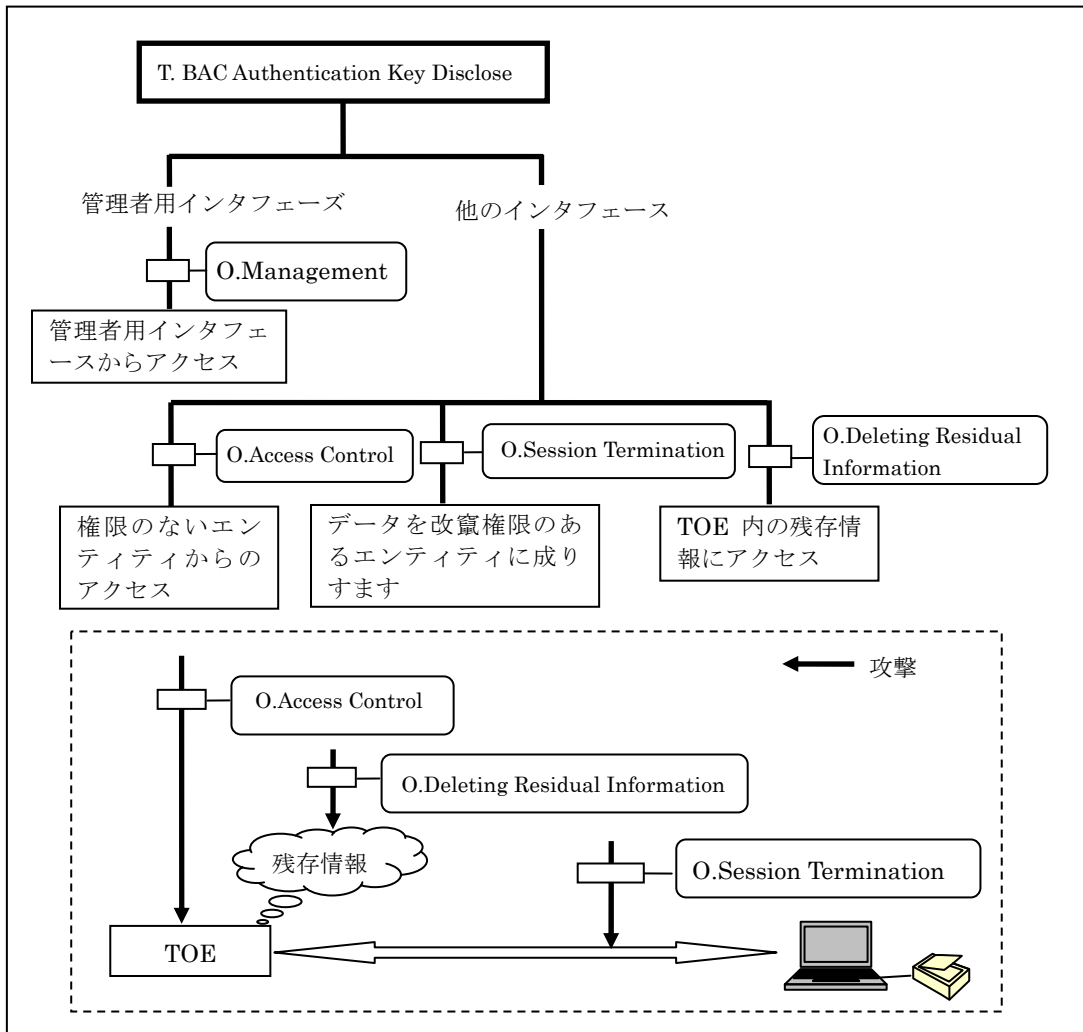 T. BAC Authentication Key Disclose
管理者用インタフェーズ
他のインタフェース
O.Management
管理者用インタフェ
ースからアクセス
O.Access Control
O.Session Termination
O.Deleting Residual
Information
権限のないエン
ティティからの
アクセス
データを改竄権限のあ
るエンティティに成り
すます
TOE 内の残存情
報にアクセス
攻撃
O.Access Control
O.Deleting Residual Information
残存情報
O.Session Termination
TOE